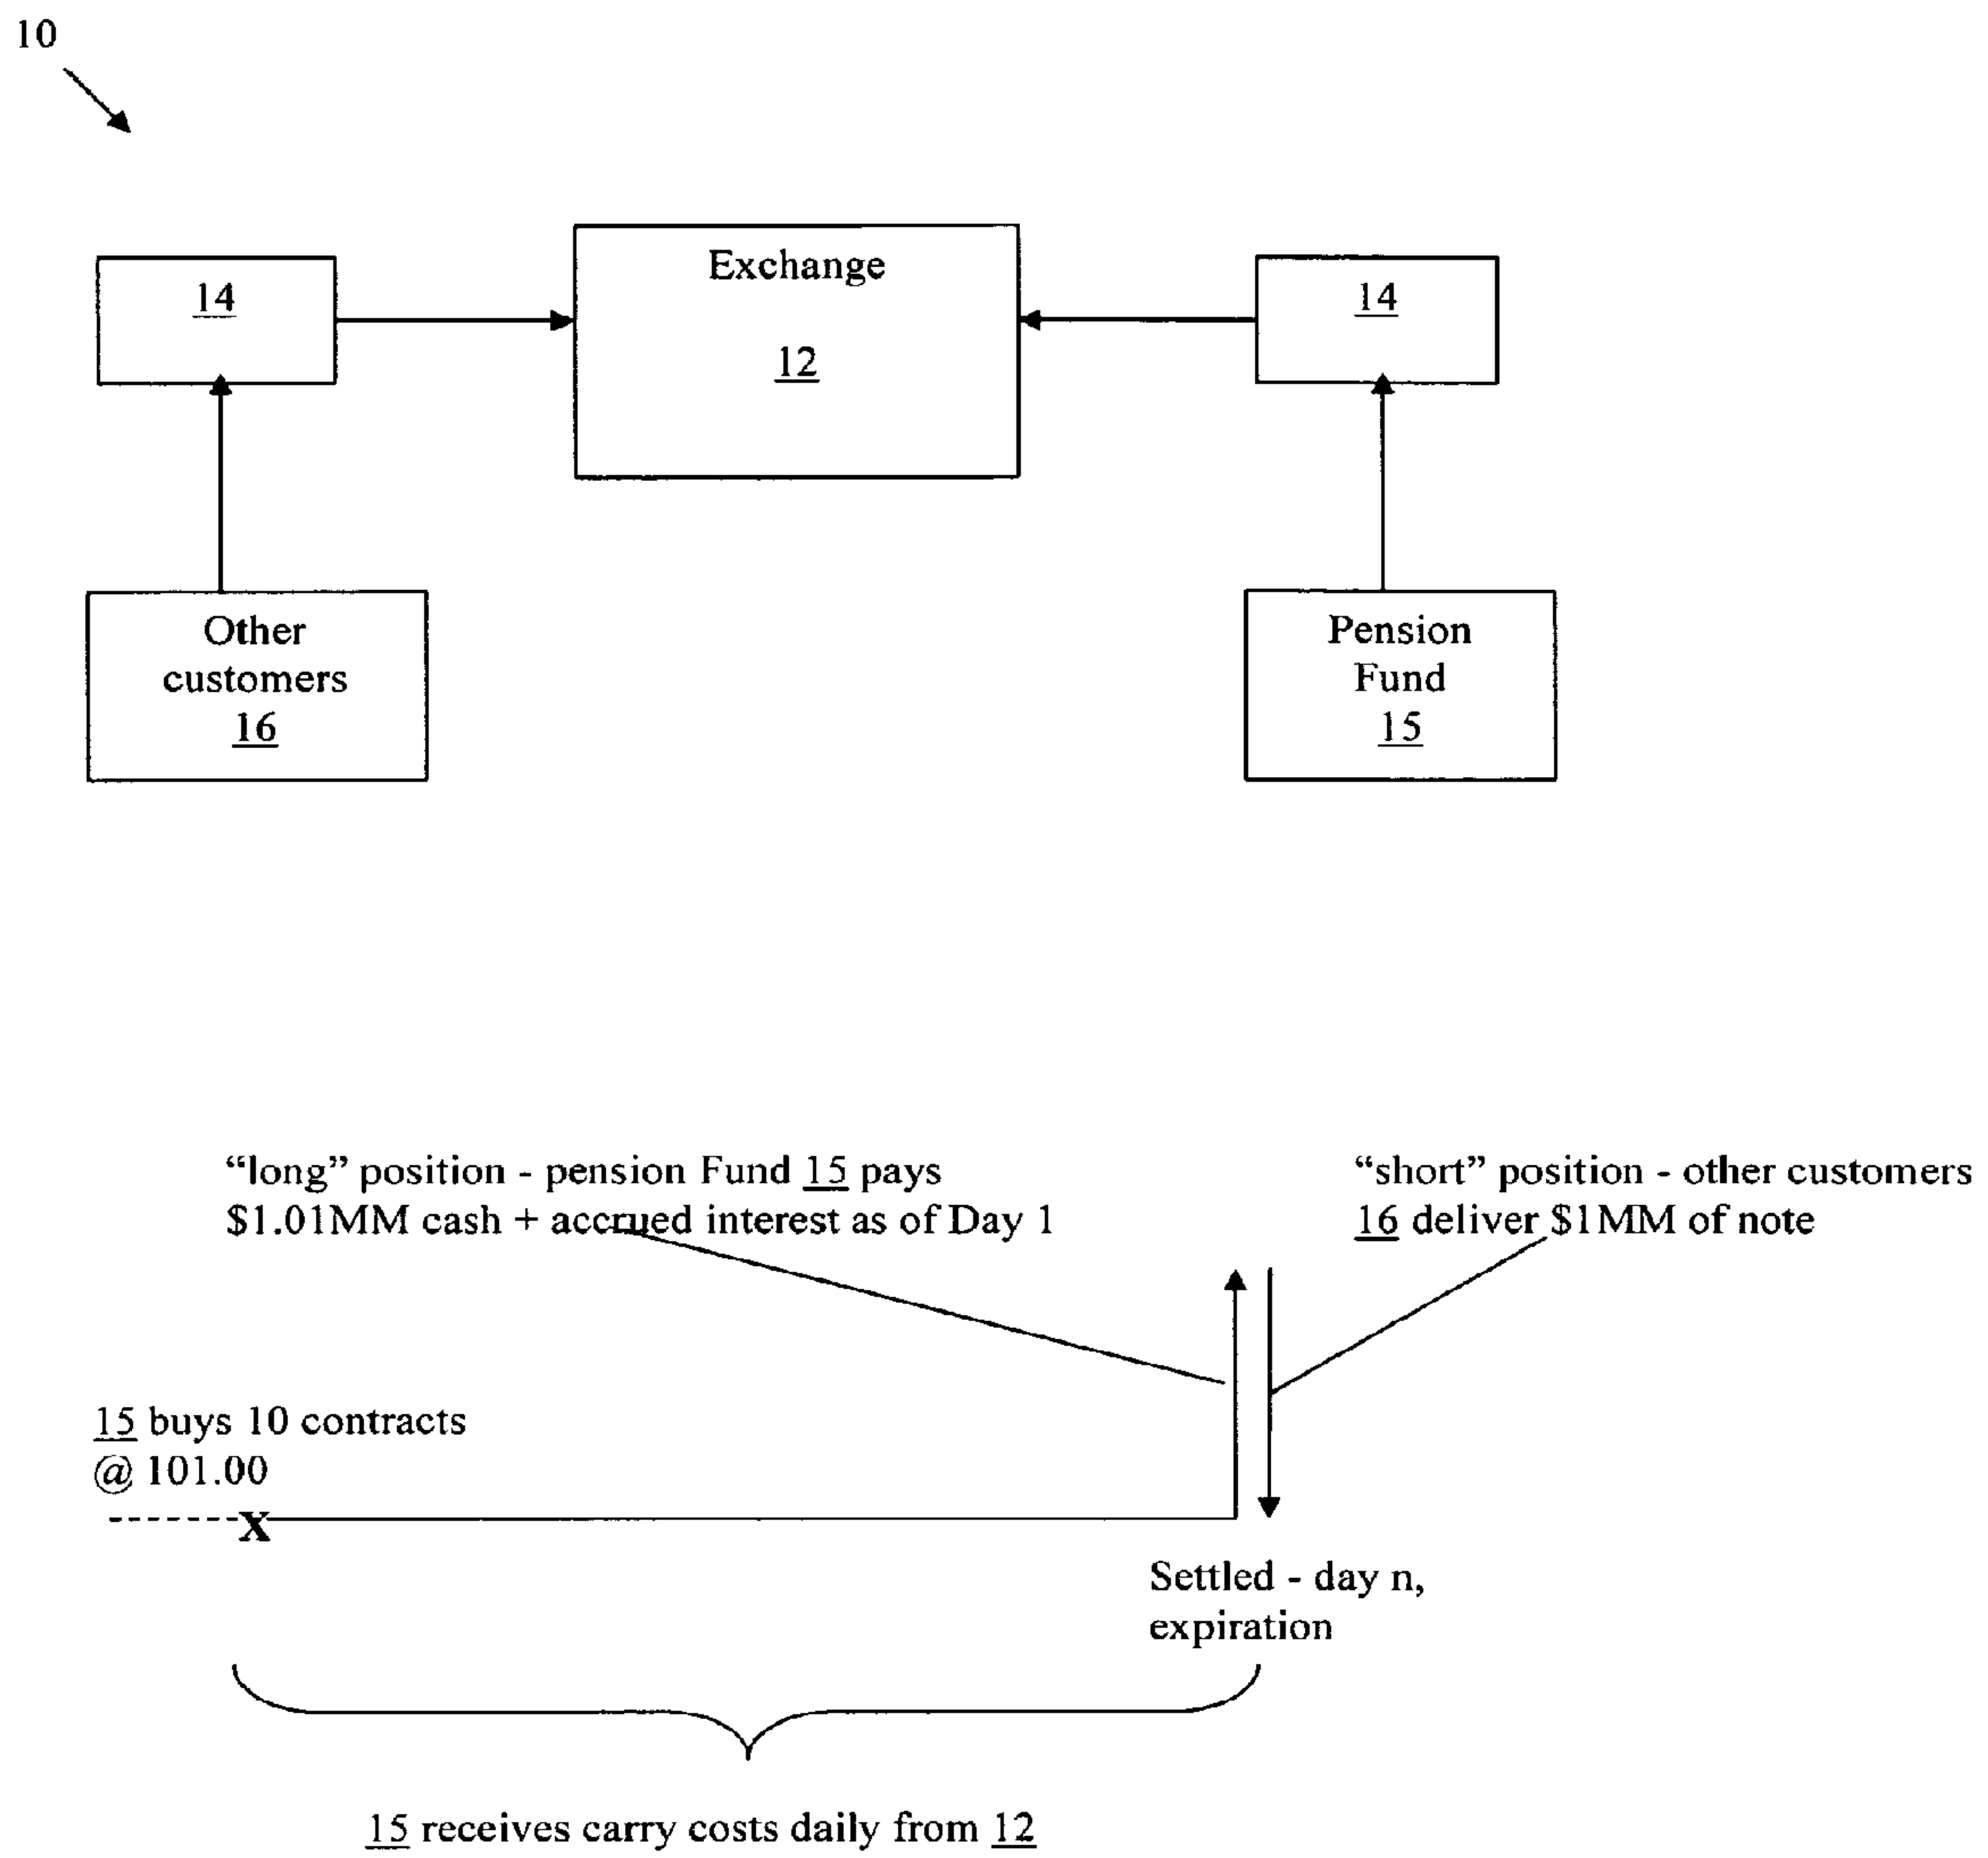 10
14
Exchange
12
14
Other
customers
16
Pension
Fund
15
“long” position - pension Fund 15 pays
$1.01MM cash + accrued interest as of Day 1
“short” position - other customers
16 deliver $1MM of note
15 buys 10 contracts
@ 101.00
X
Settled - day n,
expiration
15 receives carry costs daily from 12